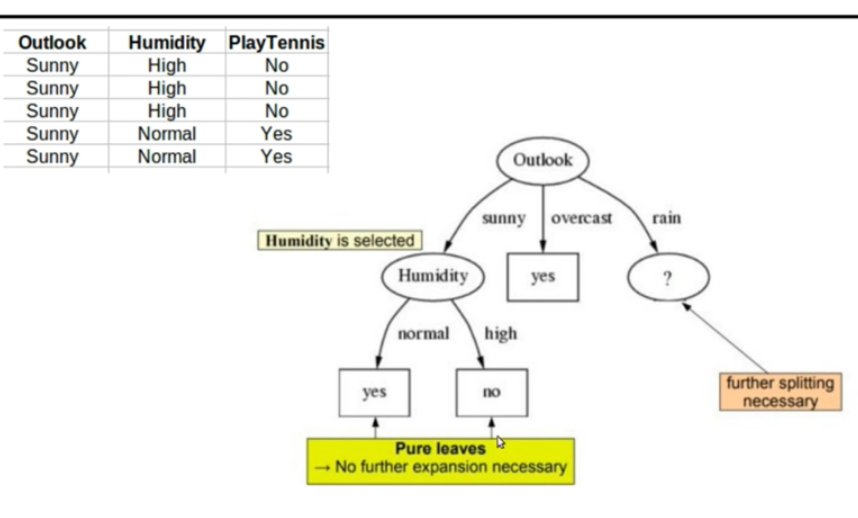 Outlook Humidity PlayTennis
Sunny High No
Sunny High No
Sunny High No
Sunny Normal Yes
Sunny Normal Yes
Outlook
sunny overcast rain
Humidity is selected
Humidity yes ?
normal high
yes no
further splitting
necessary
Pure leaves
→ No further expansion necessary